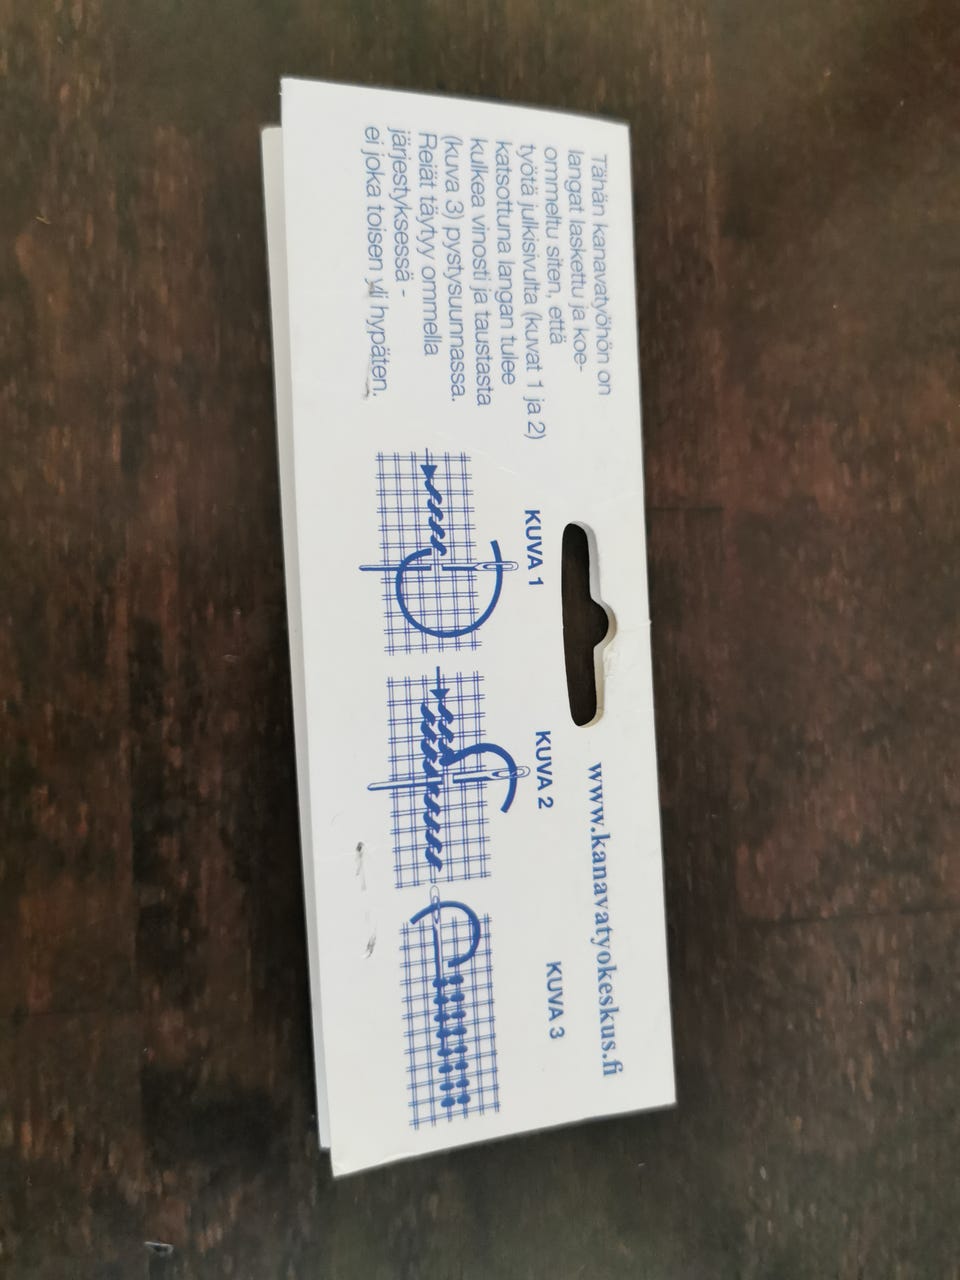 Tähän kanavatyöhön on
langat laskettu ja koe-
ommeltu siten, että
työtä julkisivulta (kuvat 1 ja 2)
katsottuna langan tulee
kulkea vinosti ja taustasta
(kuva 3) pystysuunnassa.
Reiät täytyy ommella
järjestyksessä -
ei joka toisen yli hypäten.
KUVA 1
KUVA 2
KUVA 3
www.kanavatyokeskus.fi